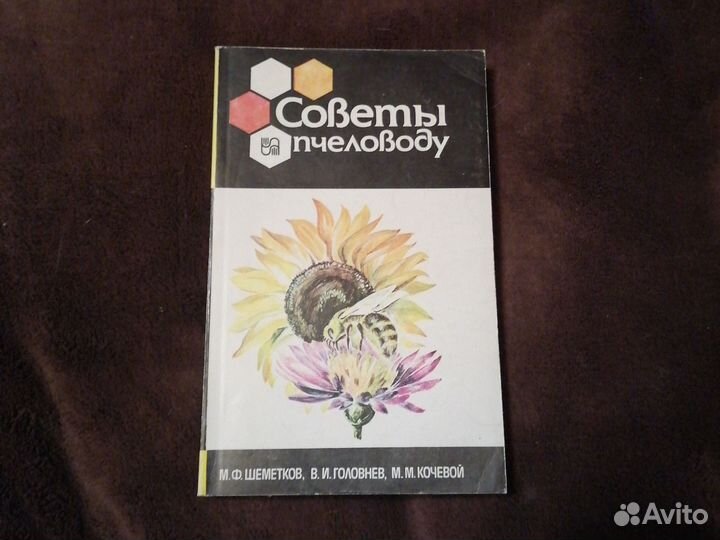 Советы
пчеловоду
М.Ф. ШЕМЕТКОВ, В.И. ГОЛОВНЕВ, М.М. КОЧЕВОЙ
Avito